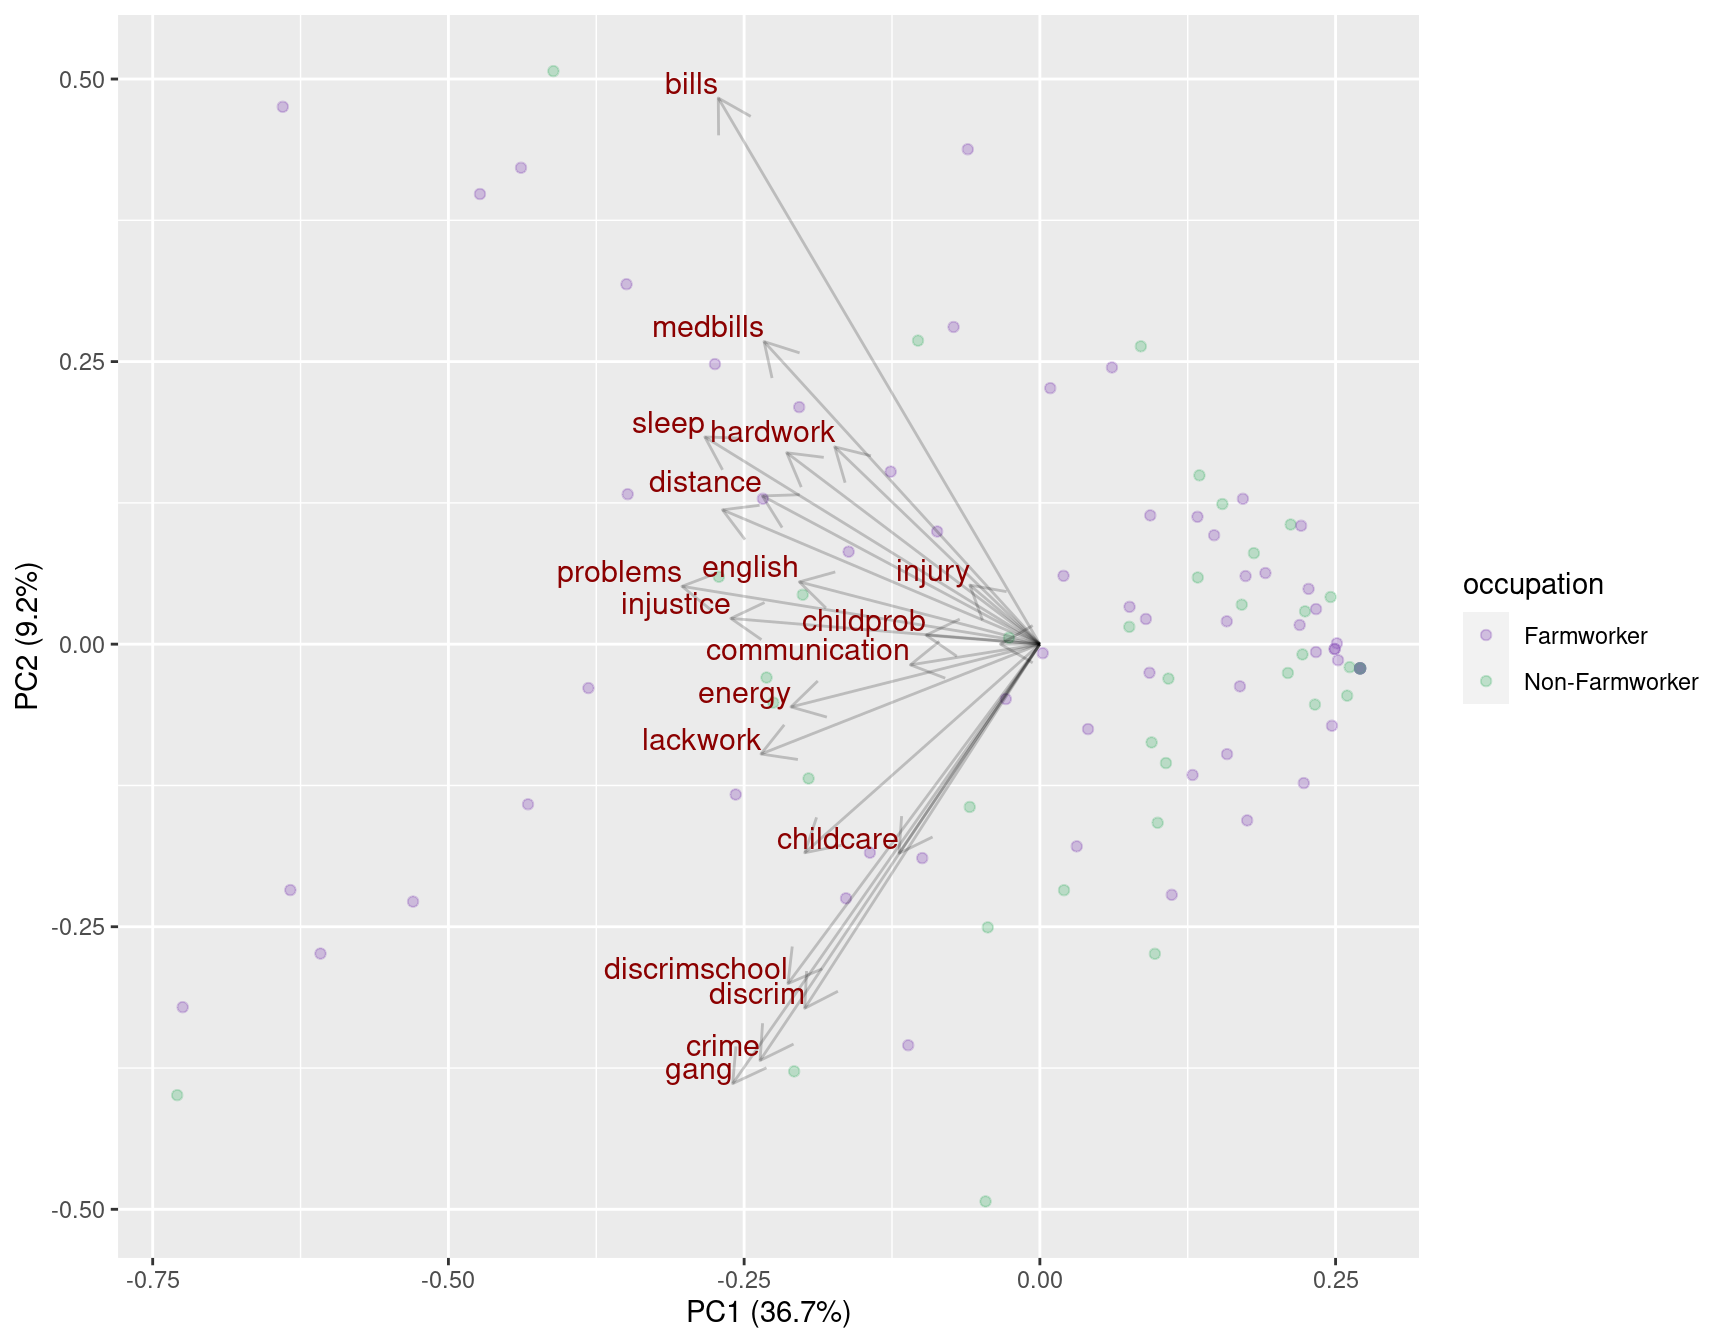 0.50
0.25
0.00
-0.25
-0.50
PC2 (9.2%)
bills
medbills
sleep
hardwork
distance
problems
english
injury
injustice
childprob
communication
energy
lackwork
childcare
discrimschool
discrim
crime
gang
-0.75
-0.50
-0.25
0.00
0.25
PC1 (36.7%)
occupation
Farmworker
Non-Farmworker